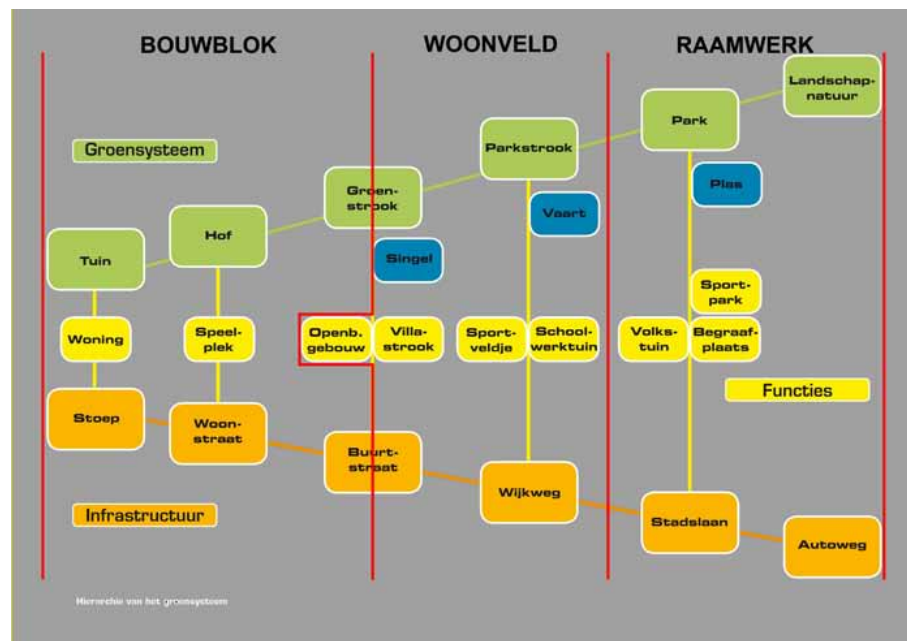 BOUWBLOK
WOONVELD
RAAMWERK
Landschap-
natuur
Park
Parkstrook
Groensysteem
Groen-
strook
Plas
Vaart
Hof
Tuin
Singel
Sport-
park
Woning
Speel-
plek
Openb.
gebouw
Villa-
strook
Sport-
veldje
School-
werktuin
Volks-
tuin
Begraaf-
plaats
Functies
Stoep
Woon-
straat
Buurt-
straat
Wijkweg
Infrastructuur
Stadslaan
Autoweg
Hierarchie van het groensysteem